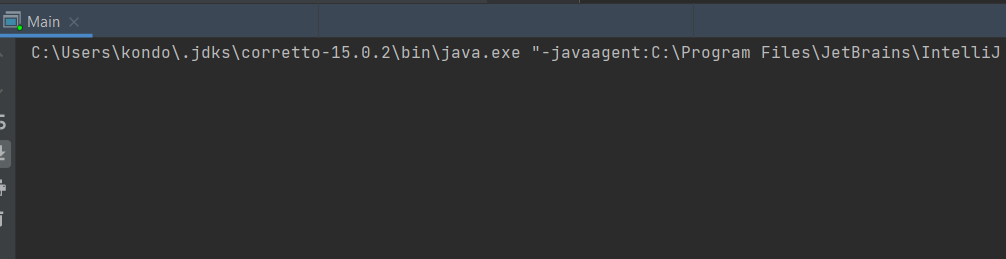 Main
C:\Users\kondo\.jdks\corretto-15.0.2\bin\java.exe "-javaagent:C:\Program Files\JetBrains\IntelliJ